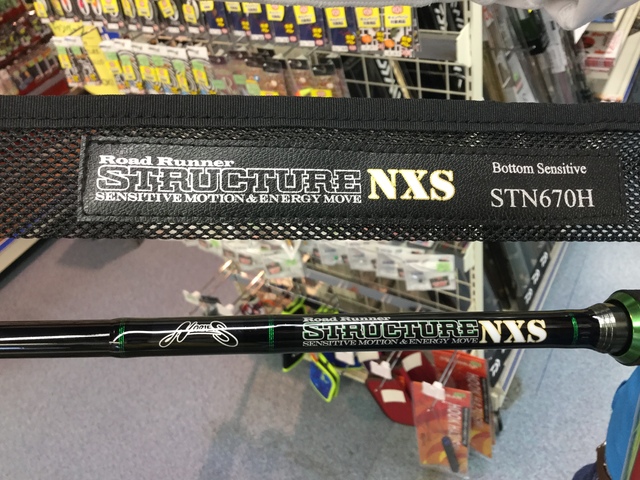 Road Runner
STRUCTURE NXS
SENSITIVE MOTION & ENERGY MOVE
Bottom Sensitive
STN670H
Road Runner
STRUCTURE NXS
SENSITIVE MOTION & ENERGY MOVE